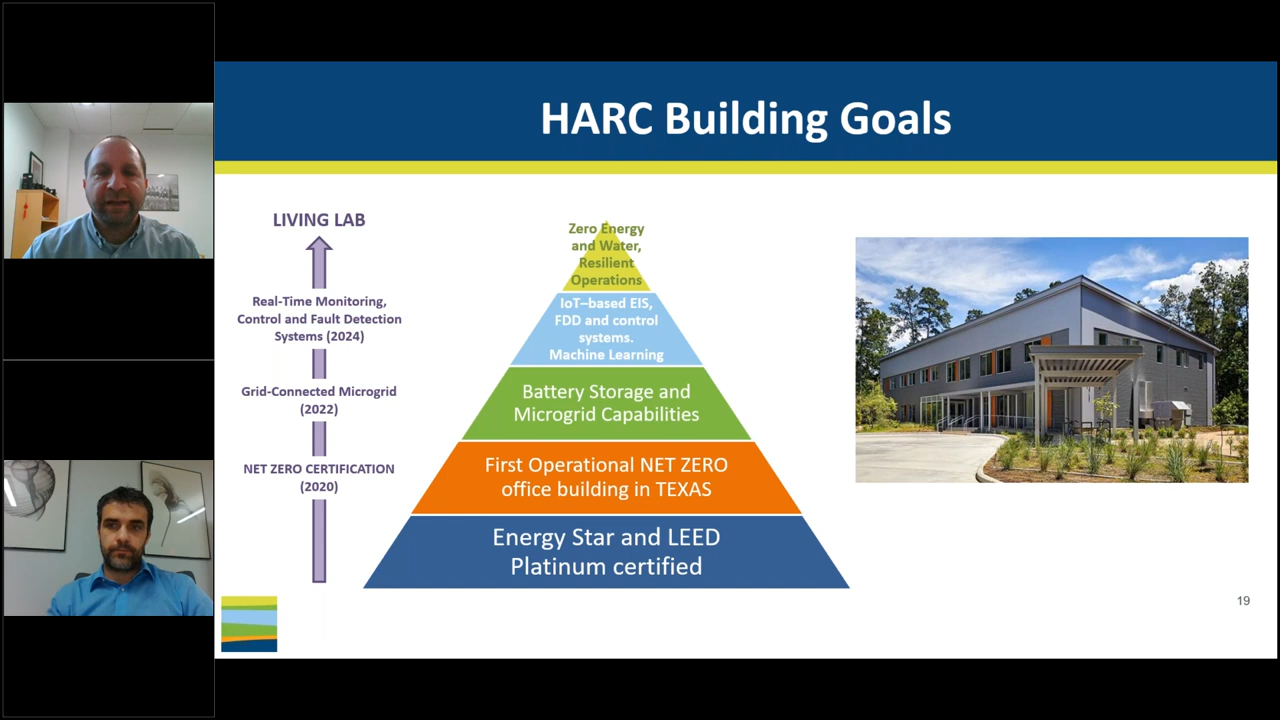 HARC Building Goals
LIVING LAB
Real-Time Monitoring,
Control and Fault Detection
Systems (2024)
Grid-Connected Microgrid
(2022)
NET ZERO CERTIFICATION
(2020)
Zero Energy
and Water,
Resilient
Operations
IoT–based EIS,
FDD and control
systems.
Machine Learning
Battery Storage and
Microgrid Capabilities
First Operational NET ZERO
office building in TEXAS
Energy Star and LEED
Platinum certified
19